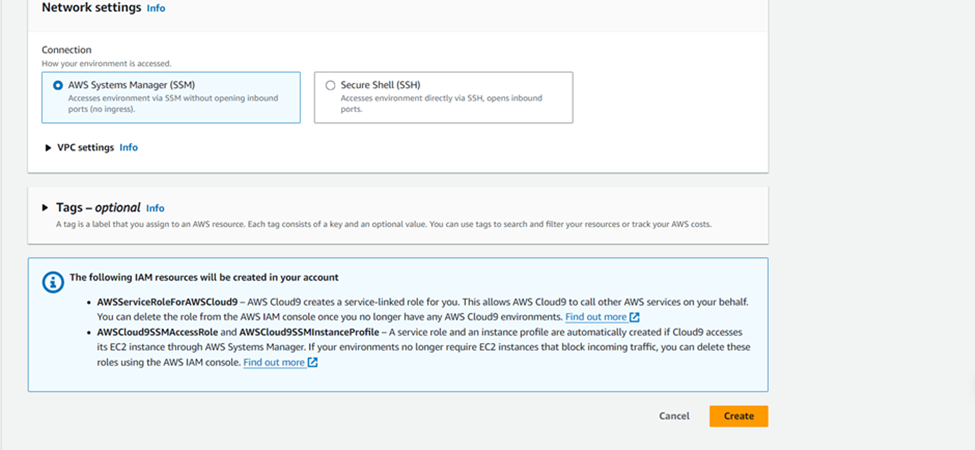 Network settings Info
Connection
How your environment is accessed.
AWS Systems Manager (SSM)
Accesses environment via SSM without opening inbound
ports (no ingress).
Secure Shell (SSH)
Accesses environment directly via SSH, opens inbound
ports.
VPC settings Info
Tags – optional Info
A tag is a label that you assign to an AWS resource. Each tag consists of a key and an optional value. You can use tags to search and filter your resources or track your AWS costs.
The following IAM resources will be created in your account
• AWSServiceRoleForAWSCloud9 – AWS Cloud9 creates a service-linked role for you. This allows AWS Cloud9 to call other AWS services on your behalf.
You can delete the role from the AWS IAM console once you no longer have any AWS Cloud9 environments. Find out more
• AWSCloud9SSMAccessRole and AWSCloud9SSMInstanceProfile – A service role and an instance profile are automatically created if Cloud9 accesses
its EC2 instance through AWS Systems Manager. If your environments no longer require EC2 instances that block incoming traffic, you can delete these
roles using the AWS IAM console. Find out more
Cancel Create